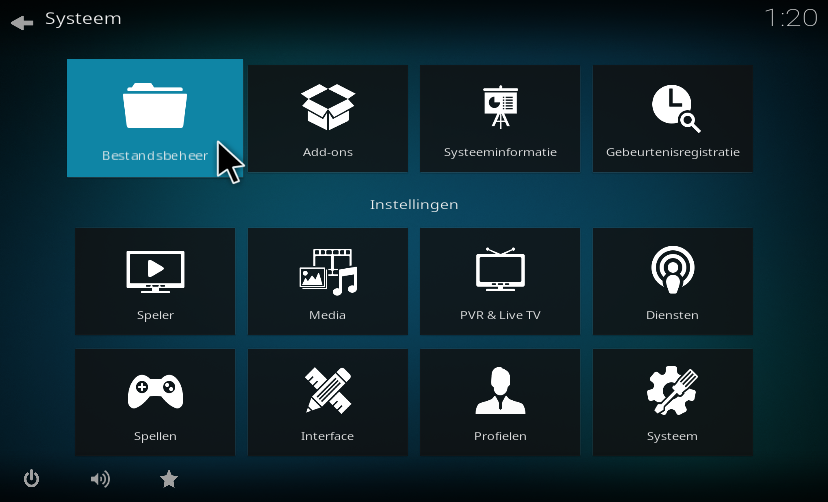 Systeem
1:20
Bestandsbeheer
Add-ons
Systeeminformatie
Gebeurtenisregistratie
Instellingen
Speler
Media
PVR & Live TV
Diensten
Spellen
Interface
Profielen
Systeem